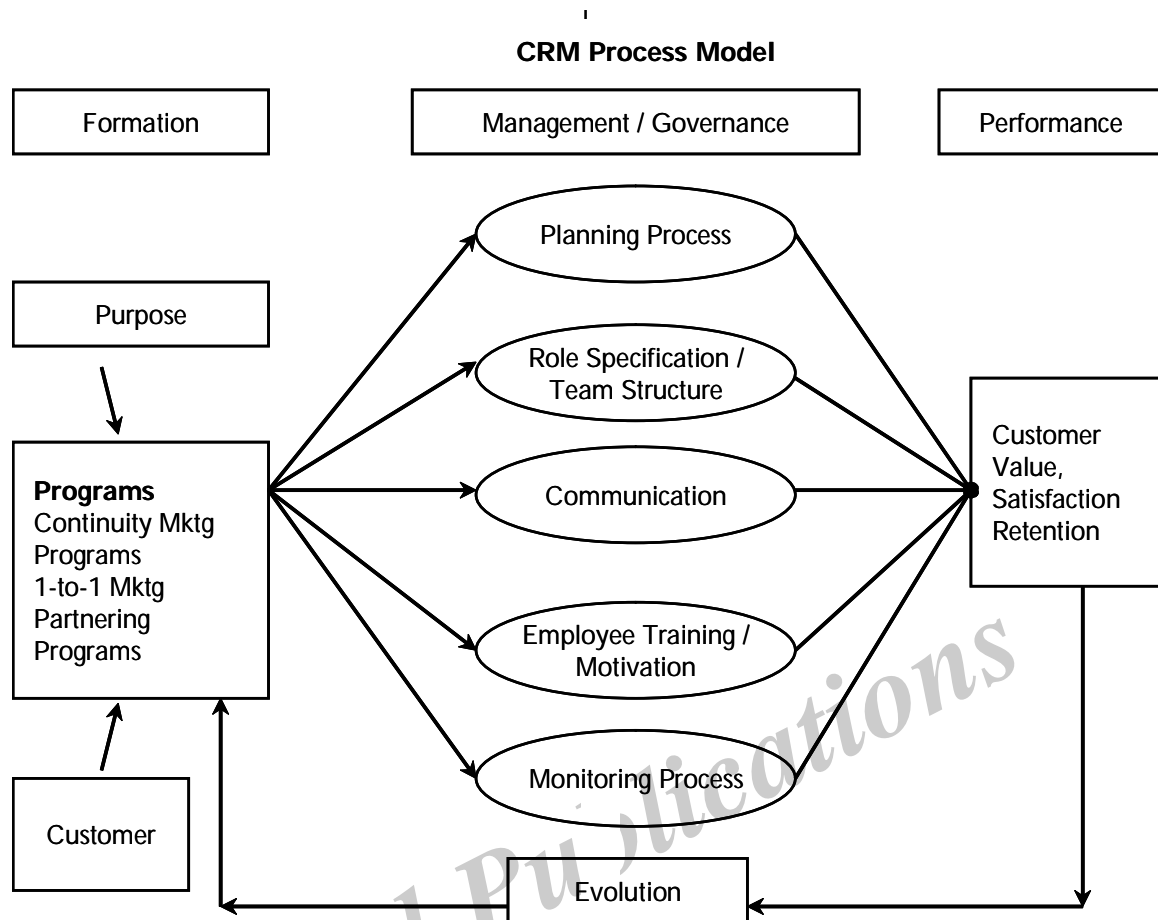 CRM Process Model
Formation
Management / Governance
Performance
Purpose
Programs
Continuity Mktg
Programs
1-to-1 Mktg
Partnering
Programs
Customer
Planning Process
Role Specification /
Team Structure
Communication
Employee Training /
Motivation
Monitoring Process
Customer
Value,
Satisfaction
Retention
Evolution